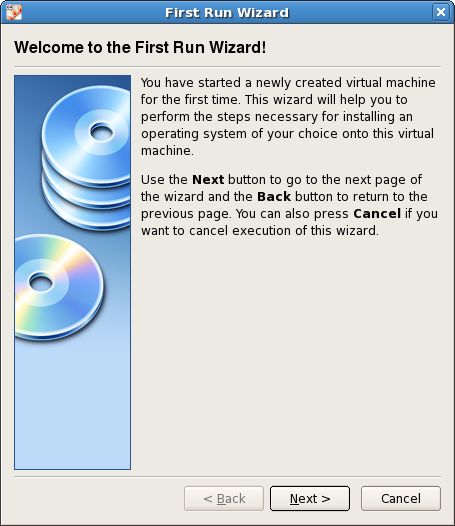 First Run Wizard
Welcome to the First Run Wizard!
You have started a newly created virtual machine
for the first time. This wizard will help you to
perform the steps necessary for installing an
operating system of your choice onto this virtual
machine.
Use the Next button to go to the next page of
the wizard and the Back button to return to the
previous page. You can also press Cancel if you
want to cancel execution of this wizard.
< Back
Next >
Cancel